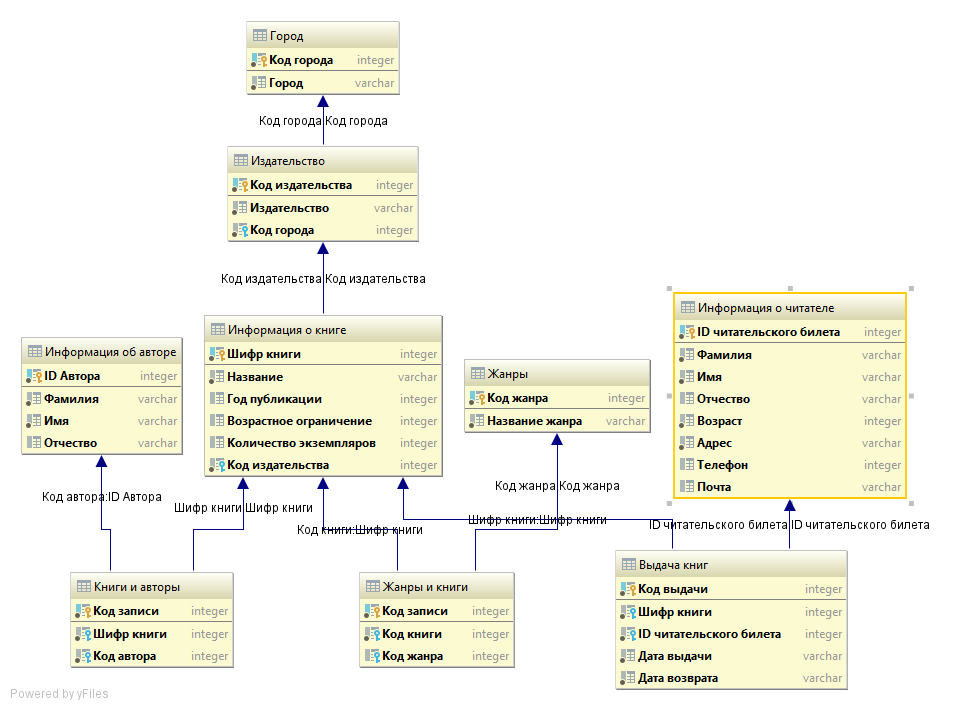 Город
Код города integer
Город varchar
Код города:Код города
Издательство
Код издательства integer
Издательство varchar
Код города integer
Код издательства:Код издательства
Информация о книге
Шифр книги integer
Название varchar
Год публикации integer
Возрастное ограничение integer
Количество экземпляров integer
Код издательства integer
Информация об авторе
ID Автора integer
Фамилия varchar
Имя varchar
Отчество varchar
Жанры
Код жанра integer
Название жанра varchar
Информация о читателе
ID читательского билета integer
Фамилия varchar
Имя varchar
Отчество varchar
Возраст integer
Адрес varchar
Телефон integer
Почта varchar
Код автора:ID Автора
Шифр книги:Шифр книги
Код книги:Шифр книги
Код жанра:Код жанра
Шифр книги:Шифр книги
ID читательского билета:ID читательского билета
Книги и авторы
Код записи integer
Шифр книги integer
Код автора integer
Жанры и книги
Код записи integer
Код книги integer
Код жанра integer
Выдача книг
Код выдачи integer
Шифр книги integer
ID читательского билета integer
Дата выдачи varchar
Дата возврата varchar
Powered by yFiles